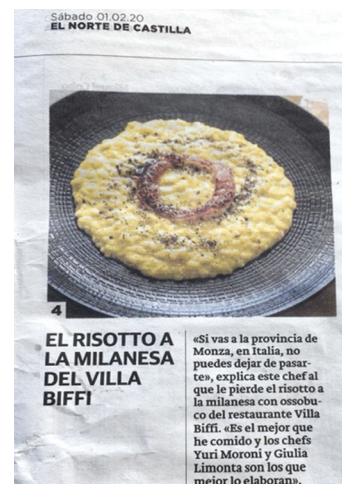 Sábado 01.02.20
EL NORTE DE CASTILLA
4
EL RISOTTO A
LA MILANESA
DEL VILLA
BIFFI
«Si vas a la provincia de
Monza, en Italia, no
puedes dejar de pasar-
te», explica este chef al
que le pierde el risotto a
la milanesa con ossobu-
co del restaurante Villa
Biffi. «Es el mejor que
he comido y los chefs
Yuri Moroni y Giulia
Limonta son los que
mejor lo elaboran».